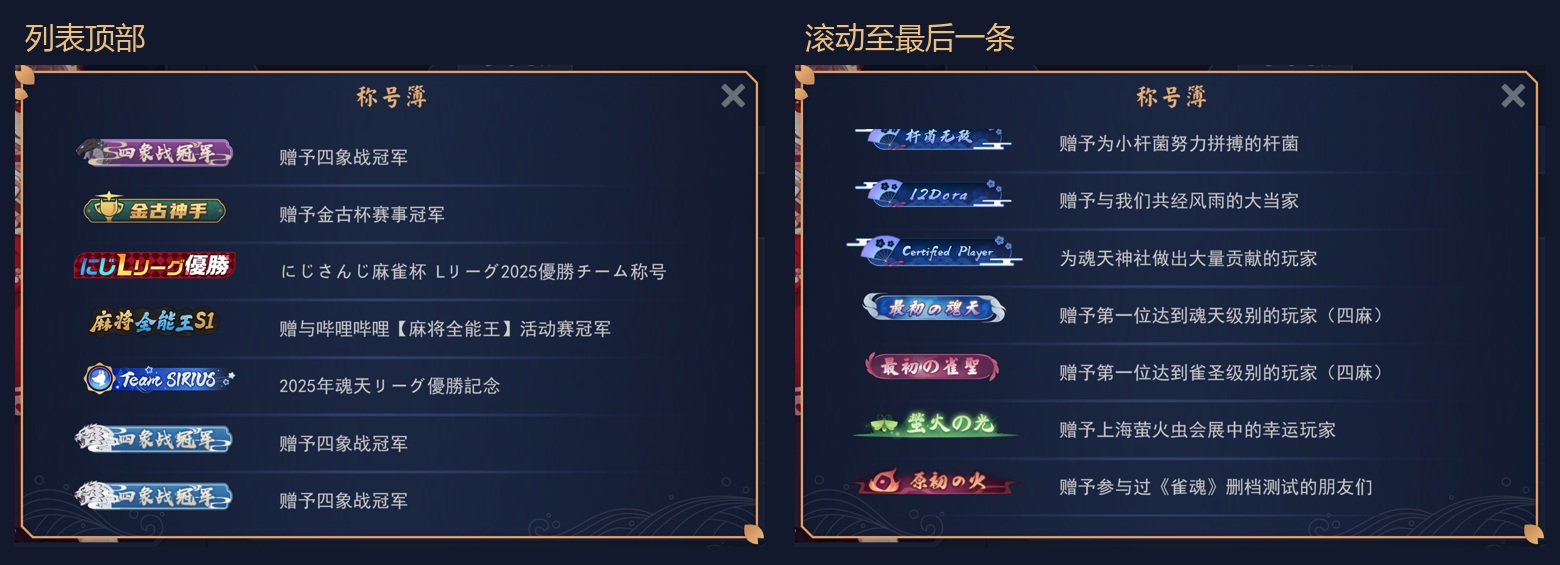 列表顶部
称号簿
四象战冠军
赠予四象战冠军
金古神手
赠予金古杯赛事冠军
にじLリーグ優勝
にじさんじ麻雀杯 Lリーグ2025優勝チーム称号
麻将全能王S1
赠与哔哩哔哩【麻将全能王】活动赛冠军
Team SIRIUS
2025年魂天リーグ優勝記念
四象战冠军
赠予四象战冠军
四象战冠军
赠予四象战冠军
滚动至最后一条
称号簿
杆菌无敌
赠予为小杆菌努力拼搏的杆菌
12Dora
赠予与我们共经风雨的大当家
Certified Player
为魂天神社做出大量贡献的玩家
最初の魂天
赠予第一位达到魂天级别的玩家（四麻）
最初の雀聖
赠予第一位达到雀圣级别的玩家（四麻）
萤火の光
赠予上海萤火虫会展中的幸运玩家
原初の火
赠予参与过《雀魂》删档测试的朋友们